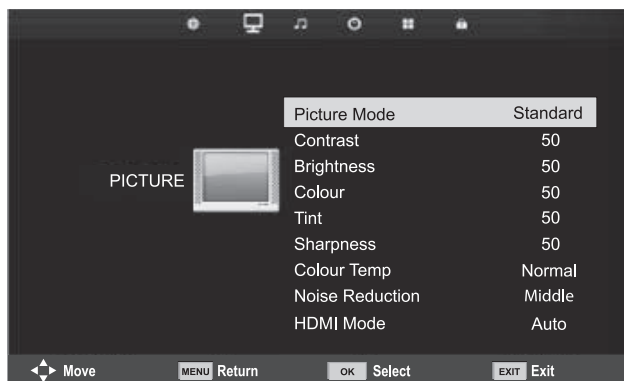 Picture Mode Standard
Contrast 50
Brightness 50
PICTURE
Colour 50
Tint 50
Sharpness 50
Colour Temp Normal
Noise Reduction Middle
HDMI Mode Auto
Move MENU Return OK Select EXIT Exit